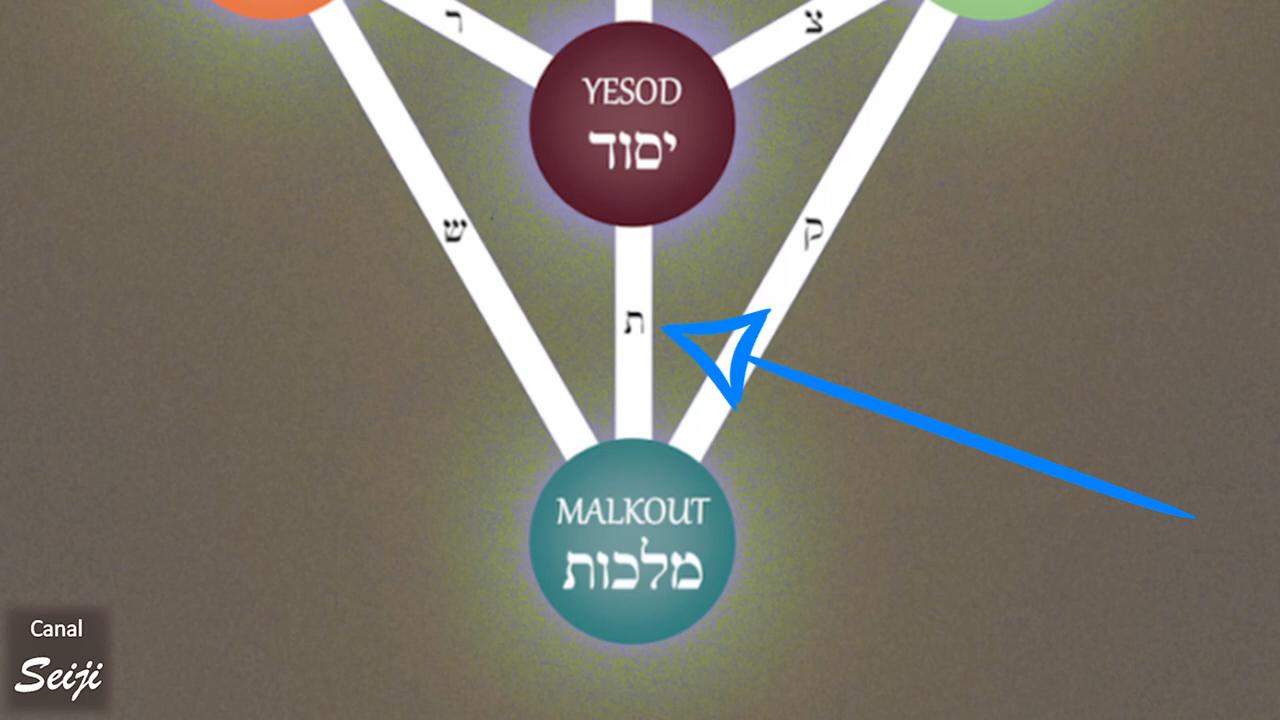 ר
צ
YESOD
יסוד
ש
ק
ת
MALKOUT
מלכות
Canal
Seiji